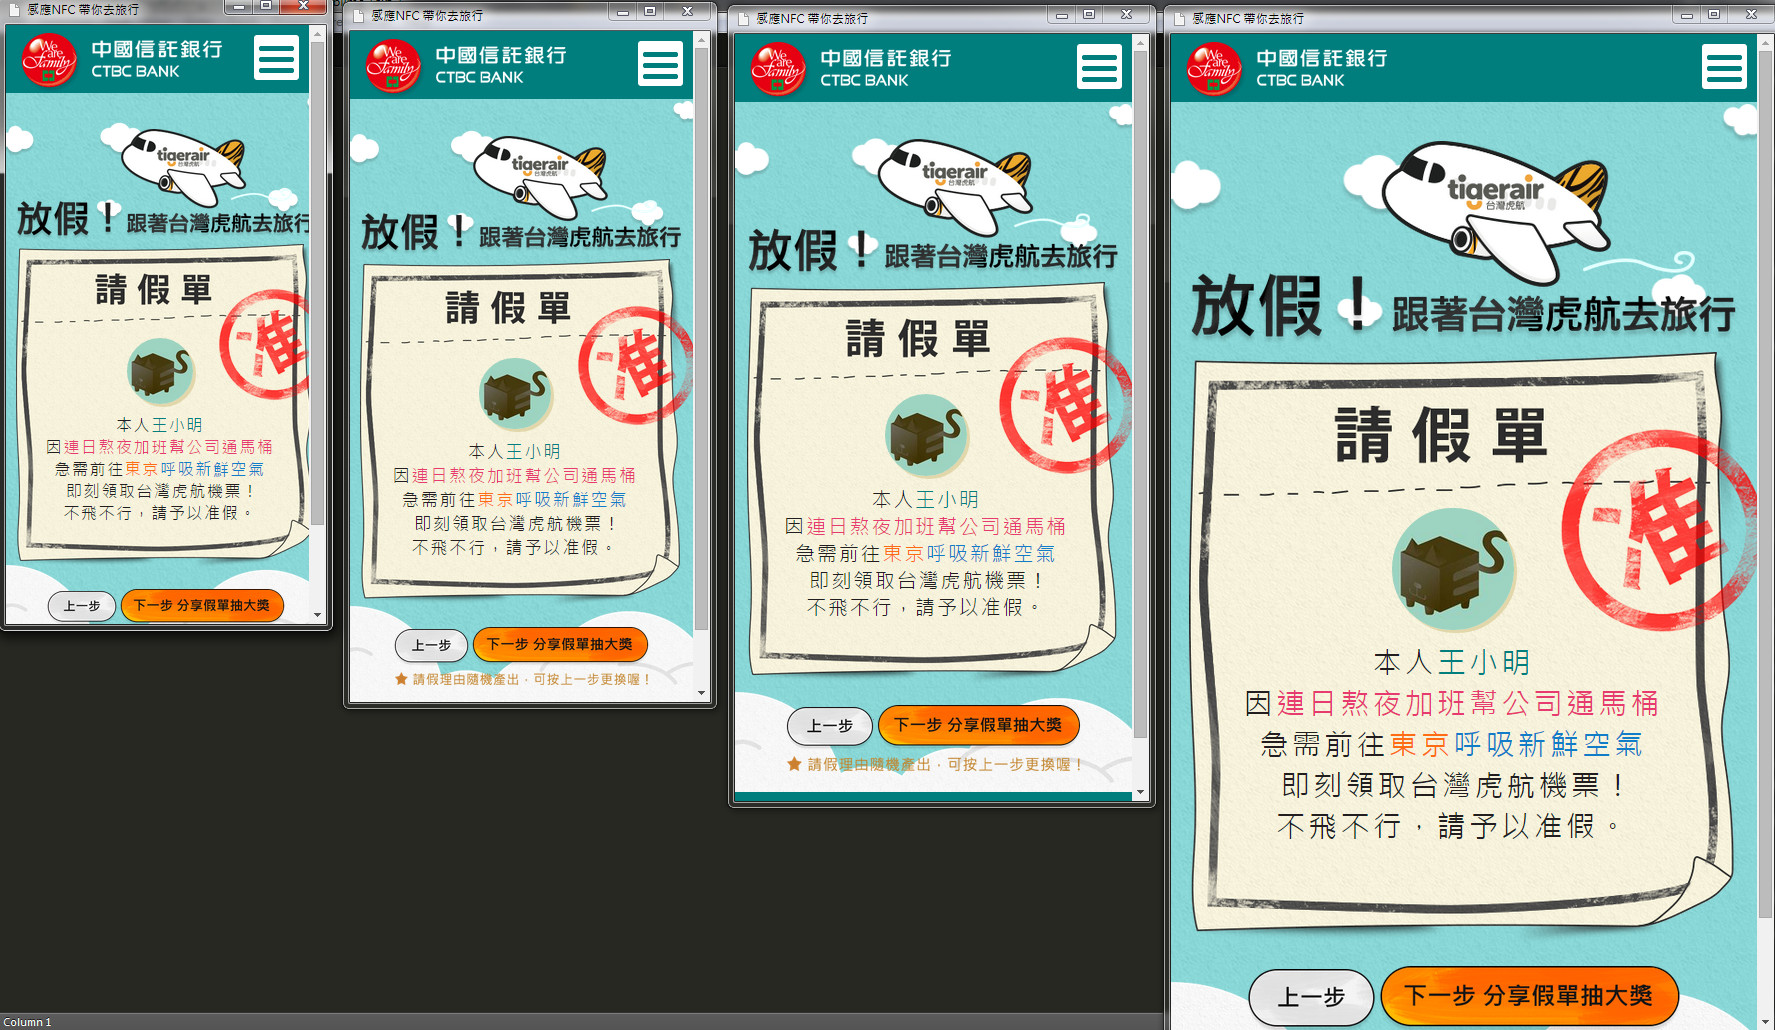 感應NFC 帶你去旅行
We are Family
中國信託銀行
CTBC BANK
tigerair
台灣虎航
放假！跟著台灣虎航去旅行
請假單
准
本人王小明
因連日熬夜加班幫公司通馬桶
急需前往東京呼吸新鮮空氣
即刻領取台灣虎航機票！
不飛不行，請予以准假。
上一步
下一步 分享假單抽大獎
感應NFC 帶你去旅行
We are Family
中國信託銀行
CTBC BANK
tigerair
台灣虎航
放假！跟著台灣虎航去旅行
請假單
准
本人王小明
因連日熬夜加班幫公司通馬桶
急需前往東京呼吸新鮮空氣
即刻領取台灣虎航機票！
不飛不行，請予以准假。
上一步
下一步 分享假單抽大獎
★ 請假理由隨機產出，可按上一步更換喔！
感應NFC 帶你去旅行
We are Family
中國信託銀行
CTBC BANK
tigerair
台灣虎航
放假！跟著台灣虎航去旅行
請假單
准
本人王小明
因連日熬夜加班幫公司通馬桶
急需前往東京呼吸新鮮空氣
即刻領取台灣虎航機票！
不飛不行，請予以准假。
上一步
下一步 分享假單抽大獎
★ 請假理由隨機產出，可按上一步更換喔！
感應NFC 帶你去旅行
We are Family
中國信託銀行
CTBC BANK
tigerair
台灣虎航
放假！跟著台灣虎航去旅行
請假單
准
本人王小明
因連日熬夜加班幫公司通馬桶
急需前往東京呼吸新鮮空氣
即刻領取台灣虎航機票！
不飛不行，請予以准假。
上一步
下一步 分享假單抽大獎
Column 1